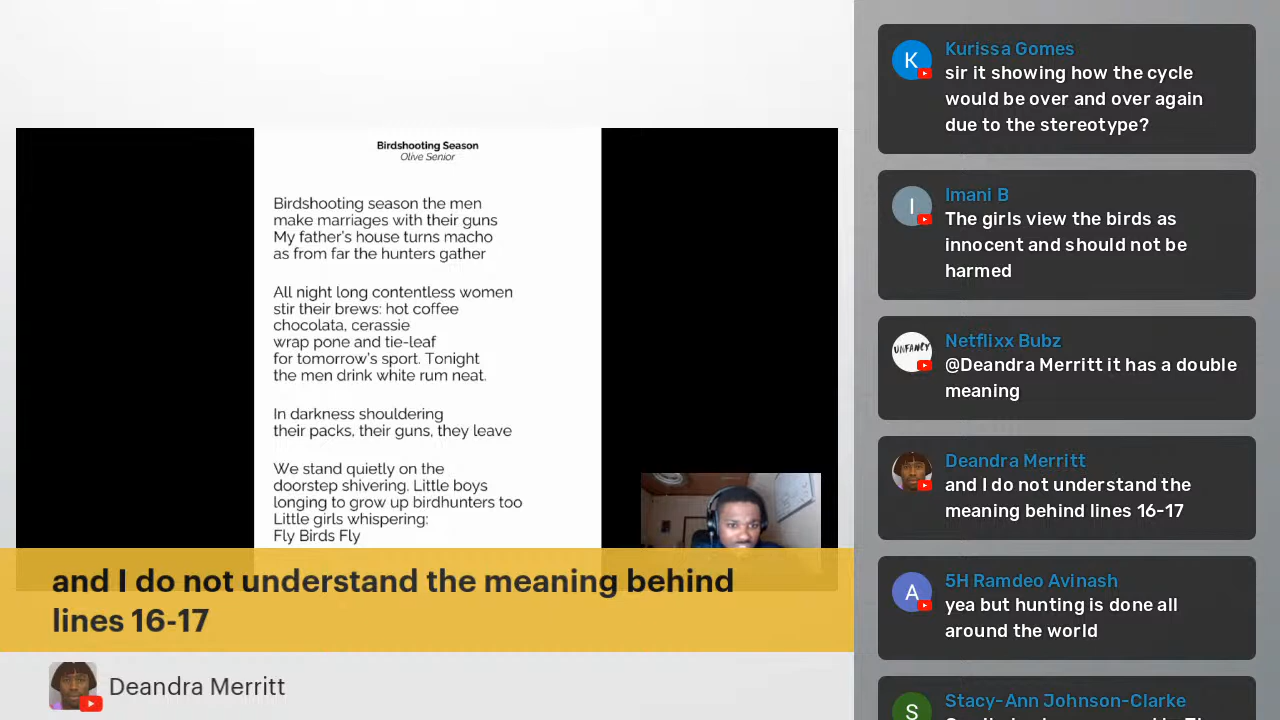 Birdshooting Season
Olive Senior
Birdshooting season the men
make marriages with their guns
My father's house turns macho
as from far the hunters gather
All night long contentless women
stir their brews: hot coffee
chocolata, cerassie
wrap pone and tie-leaf
for tomorrow's sport. Tonight
the men drink white rum neat.
In darkness shouldering
their packs, their guns, they leave
We stand quietly on the
doorstep shivering. Little boys
longing to grow up birdhunters too
Little girls whispering:
Fly Birds Fly
and I do not understand the meaning behind
lines 16-17
Deandra Merritt
K
Kurissa Gomes
sir it showing how the cycle
would be over and over again
due to the stereotype?
I
Imani B
The girls view the birds as
innocent and should not be
harmed
UNFANCY
Netflixx Bubz
@Deandra Merritt it has a double
meaning
Deandra Merritt
and I do not understand the
meaning behind lines 16-17
A
5H Ramdeo Avinash
yea but hunting is done all
around the world
S
Stacy-Ann Johnson-Clarke